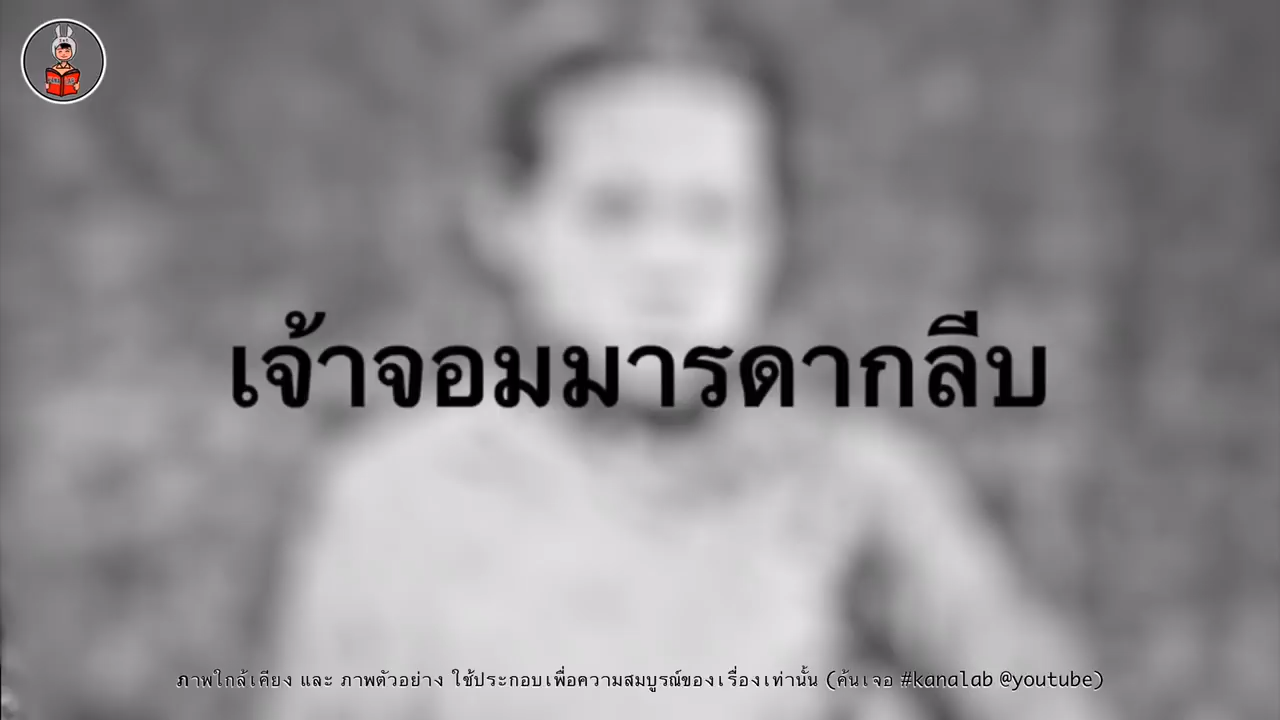 เจ้าจอมมารดากลีบ
ภาพใกล้เคียง และ ภาพตัวอย่าง ใช้ประกอบเพื่อความสมบูรณ์ของเรื่องเท่านั้น (ค้นเจอ #kanalab @youtube)